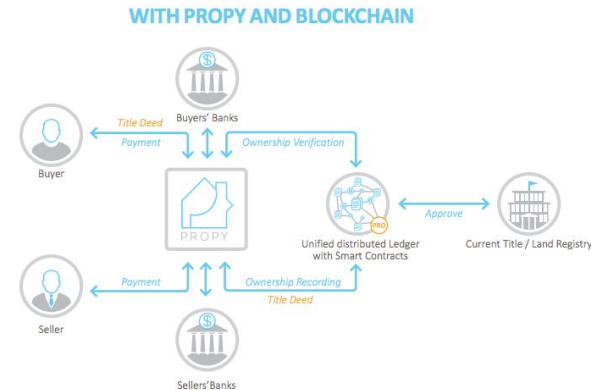 WITH PROPY AND BLOCKCHAIN
Buyers' Banks
Title Deed
Payment
Ownership Verification
Buyer
PROPY
PRO
Approve
Unified distributed Ledger
with Smart Contracts
Current Title / Land Registry
Payment
Ownership Recording
Title Deed
Seller
Sellers'Banks